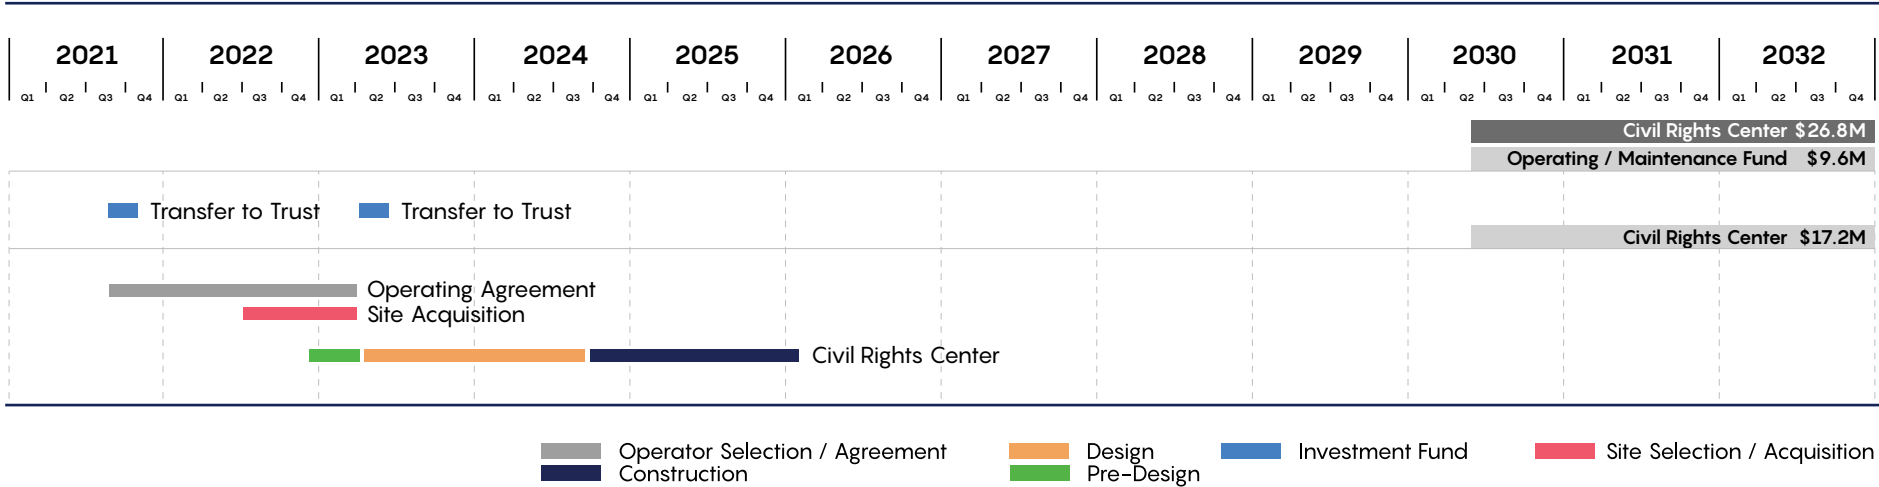 2021 2022 2023 2024 2025 2026 2027 2028 2029 2030 2031 2032
Q1 Q2 Q3 Q4 Q1 Q2 Q3 Q4 Q1 Q2 Q3 Q4 Q1 Q2 Q3 Q4 Q1 Q2 Q3 Q4 Q1 Q2 Q3 Q4 Q1 Q2 Q3 Q4 Q1 Q2 Q3 Q4 Q1 Q2 Q3 Q4 Q1 Q2 Q3 Q4 Q1 Q2 Q3 Q4 Q1 Q2 Q3 Q4
Civil Rights Center $26.8M
Operating / Maintenance Fund $9.6M
Transfer to Trust Transfer to Trust
Civil Rights Center $17.2M
Operating Agreement
Site Acquisition
Civil Rights Center
Operator Selection / Agreement Design Investment Fund Site Selection / Acquisition
Construction Pre-Design